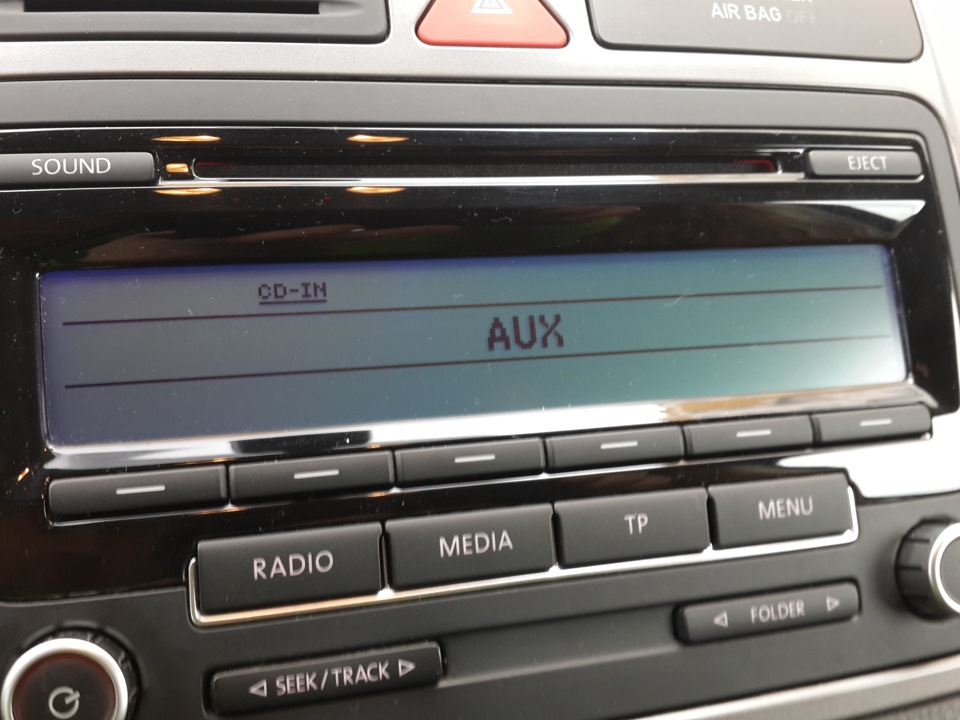 AIR BAG OFF
SOUND
EJECT
CD-IN
AUX
RADIO
MEDIA
TP
MENU
FOLDER
SEEK/TRACK